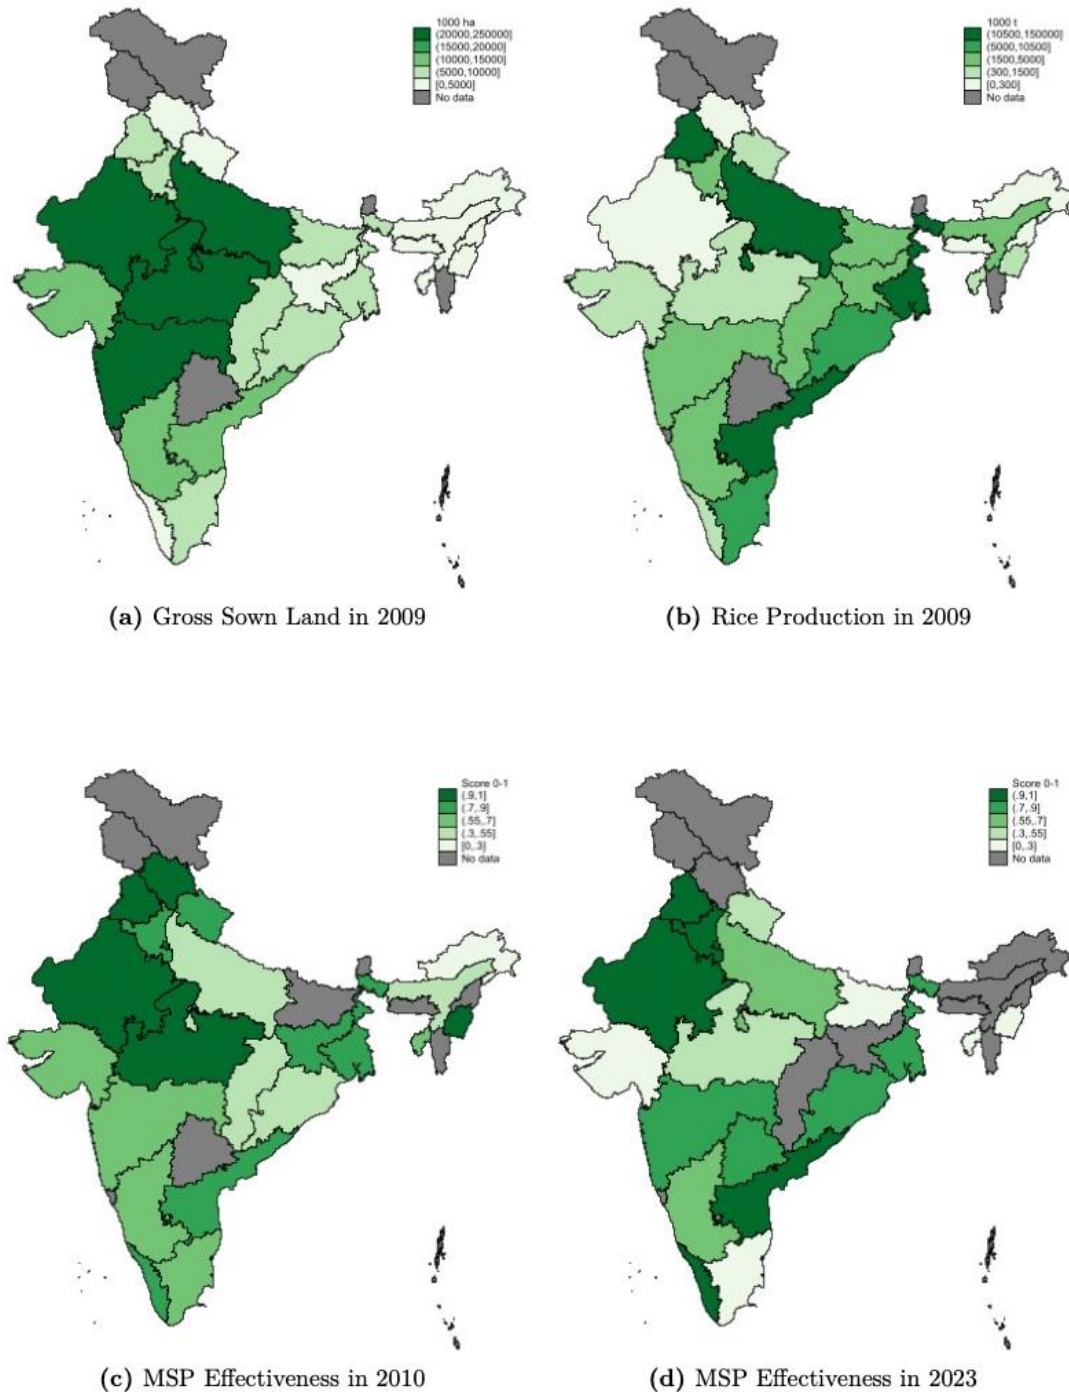 1000 ha
(20000,250000]
(15000,20000]
(10000,15000]
(5000,10000]
[0,5000]
No data
1000 t
(10500,150000]
(5000,10500]
(1500,5000]
(300,1500]
[0,300]
No data
(a) Gross Sown Land in 2009
(b) Rice Production in 2009
Score 0-1
(.9,1]
(.7,.9]
(.55,.7]
(.3,.55]
[0,.3]
No data
Score 0-1
(.9,1]
(.7,.9]
(.55,.7]
(.3,.55]
[0,.3]
No data
(c) MSP Effectiveness in 2010
(d) MSP Effectiveness in 2023